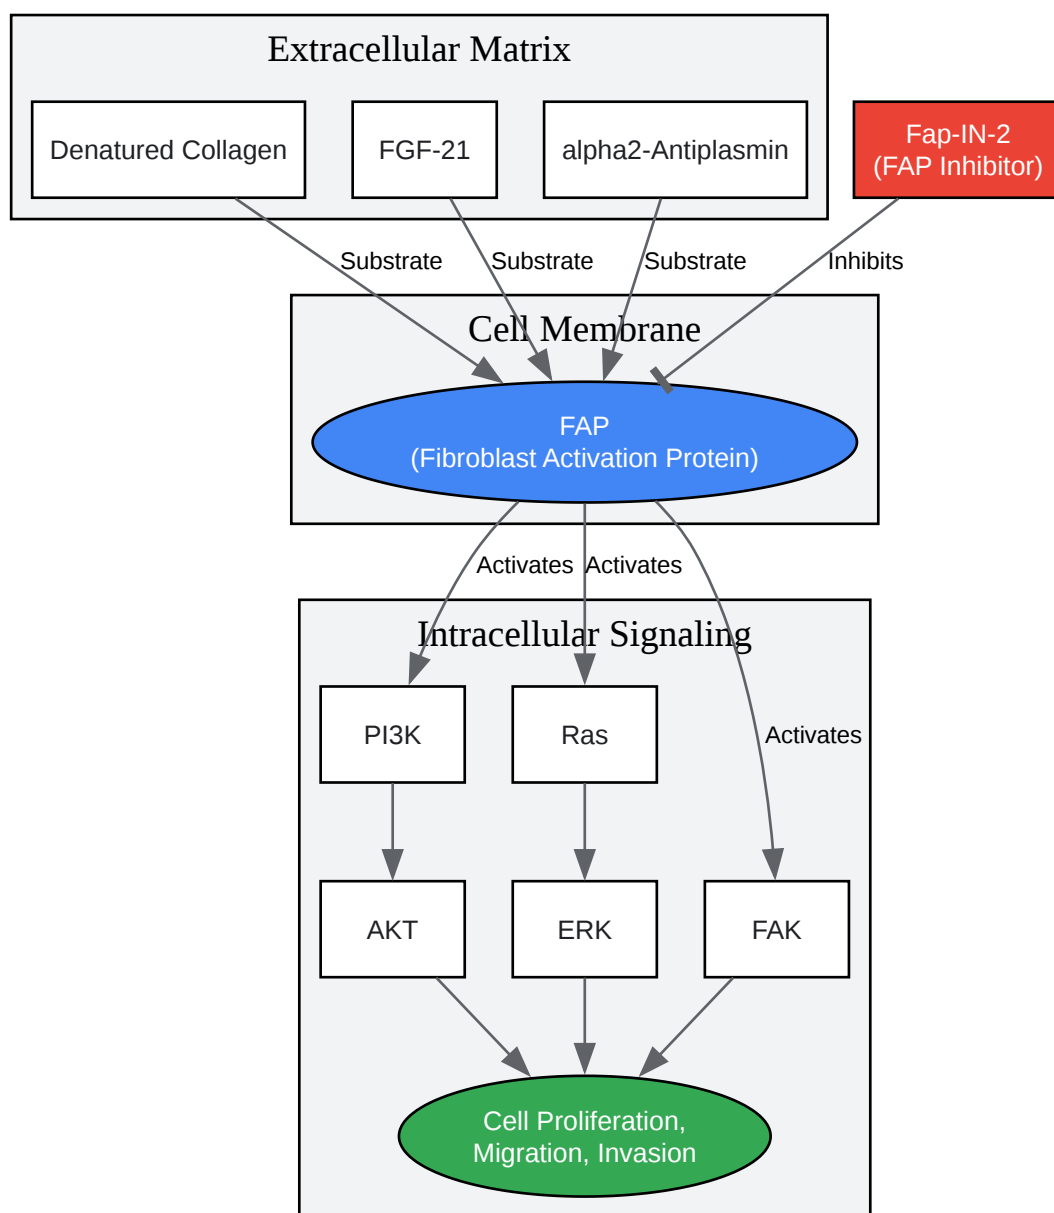 Extracellular Matrix
Denatured Collagen
FGF-21
alpha2-Antiplasmin
Fap-IN-2
(FAP Inhibitor)
Substrate
Substrate
Substrate
Inhibits
Cell Membrane
FAP
(Fibroblast Activation Protein)
Activates
Activates
Intracellular Signaling
PI3K
Ras
Activates
AKT
ERK
FAK
Cell Proliferation,
Migration, Invasion